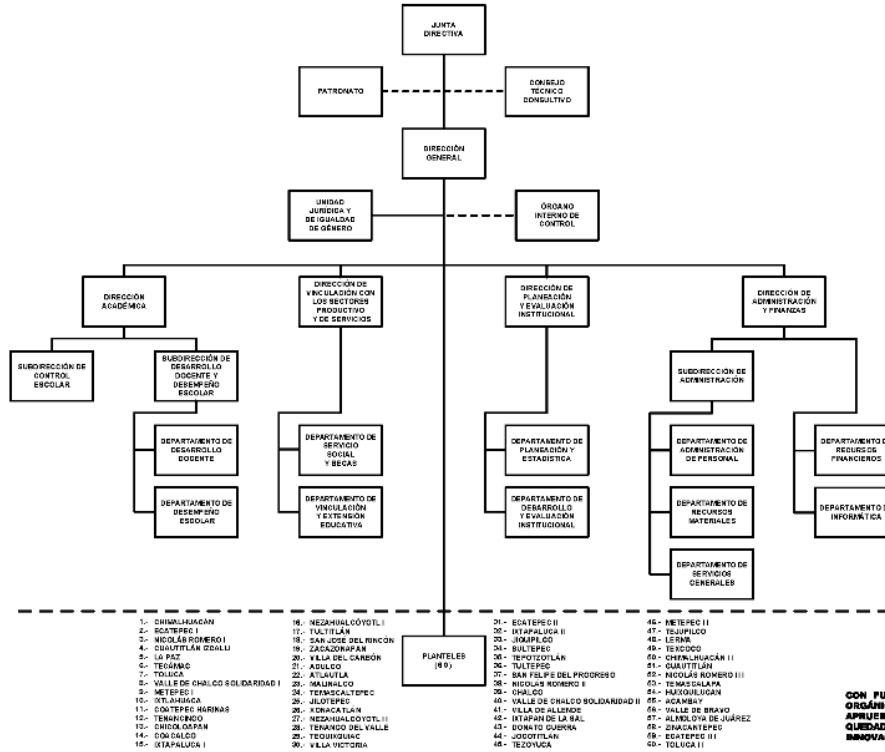 JUNTA
DIRECTIVA
PATRONATO
CONSEJO
TÉCNICO
CONSULTIVO
DIRECCIÓN
GENERAL
UNIDAD
JURÍDICA Y
DE IGUALDAD
DE GÉNERO
ÓRGANO
INTERNO DE
CONTROL
DIRECCIÓN
ACADÉMICA
DIRECCIÓN DE
VINCULACIÓN CON
LOS SECTORES
PRODUCTIVO
Y DE SERVICIOS
DIRECCIÓN DE
PLANEACIÓN
Y EVALUACIÓN
INSTITUCIONAL
DIRECCIÓN DE
ADMINISTRACIÓN
Y FINANZAS
SUBDIRECCIÓN DE
CONTROL
ESCOLAR
SUBDIRECCIÓN DE
DESARROLLO
DOCENTE Y
DESEMPEÑO
ESCOLAR
SUBDIRECCIÓN DE
ADMINISTRACIÓN
DEPARTAMENTO DE
DESARROLLO
DOCENTE
DEPARTAMENTO DE
SERVICIO
SOCIAL
Y BECAS
DEPARTAMENTO DE
PLANEACIÓN Y
ESTADÍSTICA
DEPARTAMENTO DE
ADMINISTRACIÓN
DE PERSONAL
DEPARTAMENTO DE
RECURSOS
FINANCIEROS
DEPARTAMENTO DE
DESEMPEÑO
ESCOLAR
DEPARTAMENTO DE
VINCULACIÓN
Y EXTENSIÓN
EDUCATIVA
DEPARTAMENTO DE
DESARROLLO
Y EVALUACIÓN
INSTITUCIONAL
DEPARTAMENTO DE
RECURSOS
MATERIALES
DEPARTAMENTO DE
INFORMÁTICA
DEPARTAMENTO DE
SERVICIOS
GENERALES
PLANTELES
(60)
1.- CHIMALHUACÁN
2.- ECATEPEC I
3.- NICOLÁS ROMERO I
4.- CUAUTITLÁN IZCALLI
5.- LA PAZ
6.- TECÁMAC
7.- TOLUCA
8.- VALLE DE CHALCO SOLIDARIDAD I
9.- METEPEC I
10.- IXTLAHUACA
11.- COATEPEC HARINAS
12.- TENANCINGO
13.- CHICOLOAPAN
14.- COACALCO
15.- IXTAPALUCA I
16.- NEZAHUALCÓYOTL I
17.- TULTITLÁN
18.- SAN JOSÉ DEL RINCÓN
19.- ZACAZONAPAN
20.- VILLA DEL CARBÓN
21.- ACULCO
22.- ATLAUTLA
23.- MALINALCO
24.- TEMASCALTEPEC
25.- JILOTEPEC
26.- XONACATLÁN
27.- NEZAHUALCÓYOTL II
28.- TENANGO DEL VALLE
29.- TEQUIXQUIAC
30.- VILLA VICTORIA
31.- ECATEPEC II
32.- IXTAPALUCA II
33.- JIQUIPILCO
34.- SULTEPEC
35.- TEPOTZOTLÁN
36.- TULTEPEC
37.- SAN FELIPE DEL PROGRESO
38.- NICOLÁS ROMERO II
39.- CHALCO
40.- VALLE DE CHALCO SOLIDARIDAD II
41.- VILLA DE ALLENDE
42.- IXTAPAN DE LA SAL
43.- DONATO GUERRA
44.- JOCOTITLÁN
45.- TEZOYUCA
46.- METEPEC II
47.- TEJUPILCO
48.- LERMA
49.- TEXCOCO
50.- CHIMALHUACÁN II
51.- CUAUTITLÁN
52.- NICOLÁS ROMERO III
53.- TEMASCALAPA
54.- HUIXQUILUCAN
55.- ACAMBAY
56.- VALLE DE BRAVO
57.- ALMOLOYA DE JUÁREZ
58.- ZINACANTEPEC
59.- ECATEPEC III
60.- TOLUCA II
CON FU
ORGÁNIC
APRUEB
QUEDAD
INNOVA